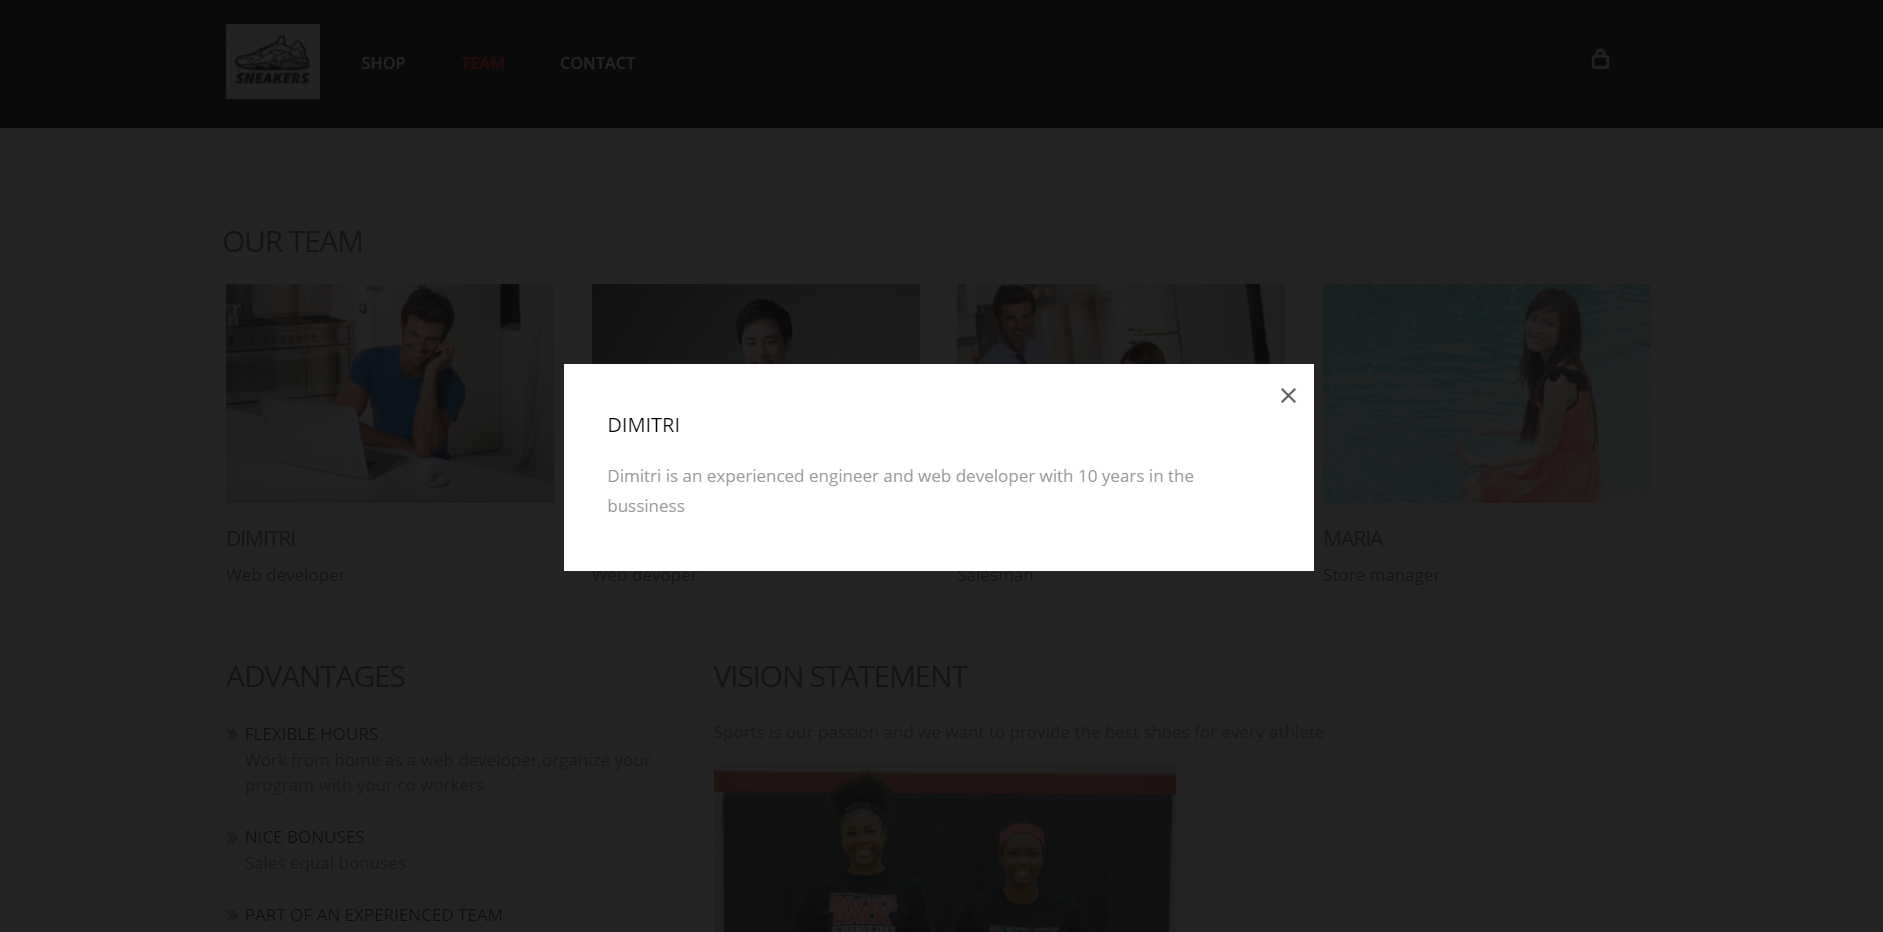 SNEAKERS
SHOP
TEAM
CONTACT
OUR TEAM
DIMITRI
Dimitri is an experienced engineer and web developer with 10 years in the
bussiness
DIMITRI
MARIA
Web developer
Web devoper
Salesman
Store manager
ADVANTAGES
FLEXIBLE HOURS
Work from home as a web developer,organize your
program with your co workers
NICE BONUSES
Sales equal bonuses
PART OF AN EXPERIENCED TEAM
VISION STATEMENT
Sports is our passion and we want to provide the best shoes for every athlete